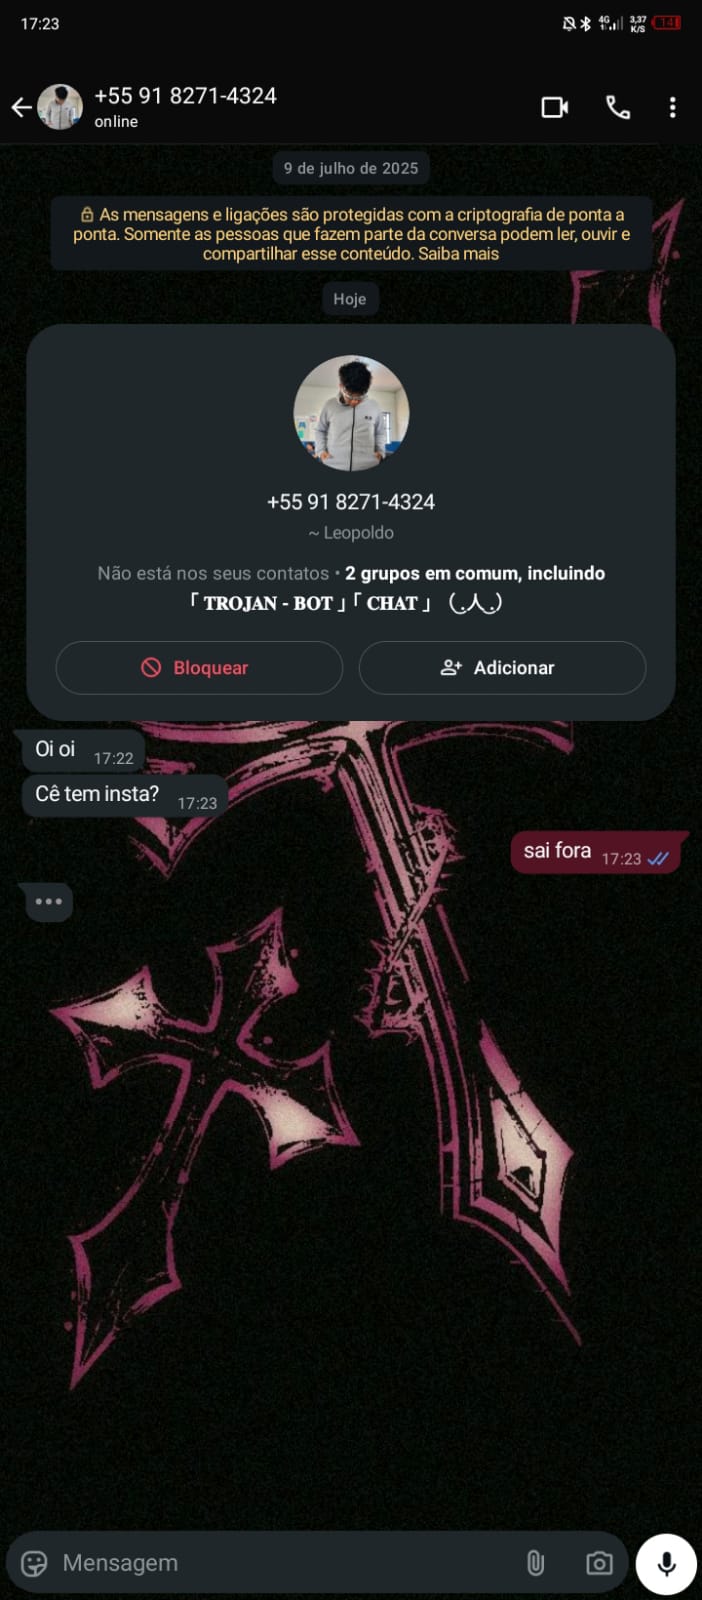 17:23
4G
3,37
K/S
14
+55 91 8271-4324
online
9 de julho de 2025
As mensagens e ligações são protegidas com a criptografia de ponta a
ponta. Somente as pessoas que fazem parte da conversa podem ler, ouvir e
compartilhar esse conteúdo. Saiba mais
Hoje
+55 91 8271-4324
~ Leopoldo
Não está nos seus contatos • 2 grupos em comum, incluindo
「 𝐓𝐑𝐎𝐉𝐀𝐍 - 𝐁𝐎𝐓 」「 𝐂𝐇𝐀𝐓 」 (‿.人.‿)
Bloquear
Adicionar
Oi oi 17:22
Cê tem insta? 17:23
sai fora 17:23
Mensagem